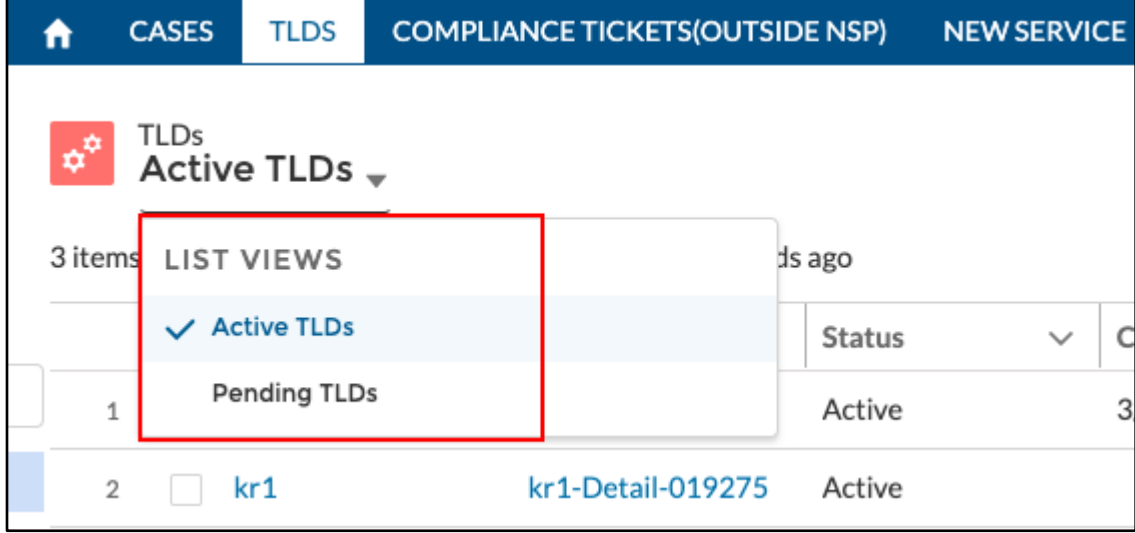 CASES TLDS COMPLIANCE TICKETS(OUTSIDE NSP) NEW SERVICE
TLDs
Active TLDs
3 items ds ago
LIST VIEWS
Active TLDs
Pending TLDs
Status C
1 Active 3,
2 kr1 kr1-Detail-019275 Active